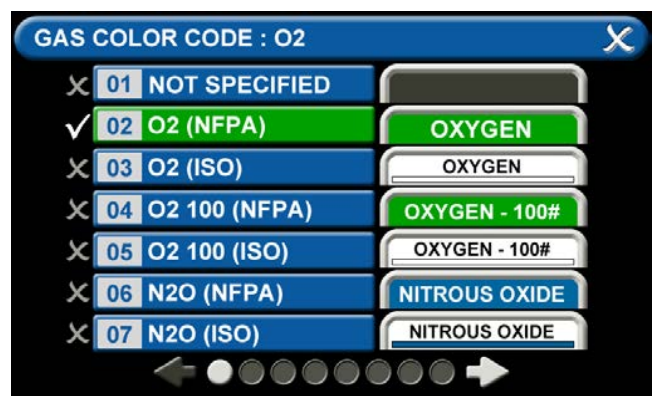 GAS COLOR CODE : O2
01 NOT SPECIFIED
02 O2 (NFPA) OXYGEN
03 O2 (ISO) OXYGEN
04 O2 100 (NFPA) OXYGEN - 100#
05 O2 100 (ISO) OXYGEN - 100#
06 N2O (NFPA) NITROUS OXIDE
07 N2O (ISO) NITROUS OXIDE